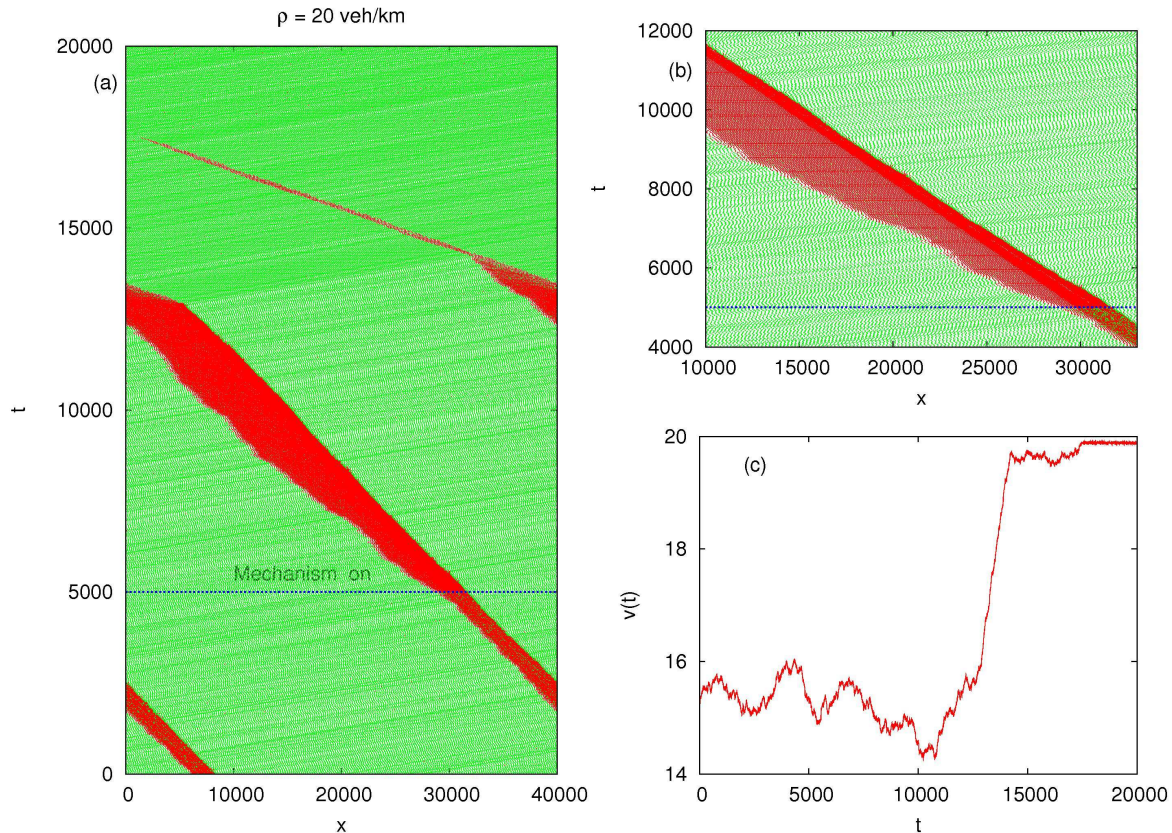 ρ = 20 veh/km
(a)
20000
15000
10000
5000
0
t
Mechanism on
0 10000 20000 30000 40000
x
(b)
12000
10000
8000
6000
4000
t
10000 15000 20000 25000 30000
x
(c)
20
18
16
14
v(t)
0 5000 10000 15000 20000
t